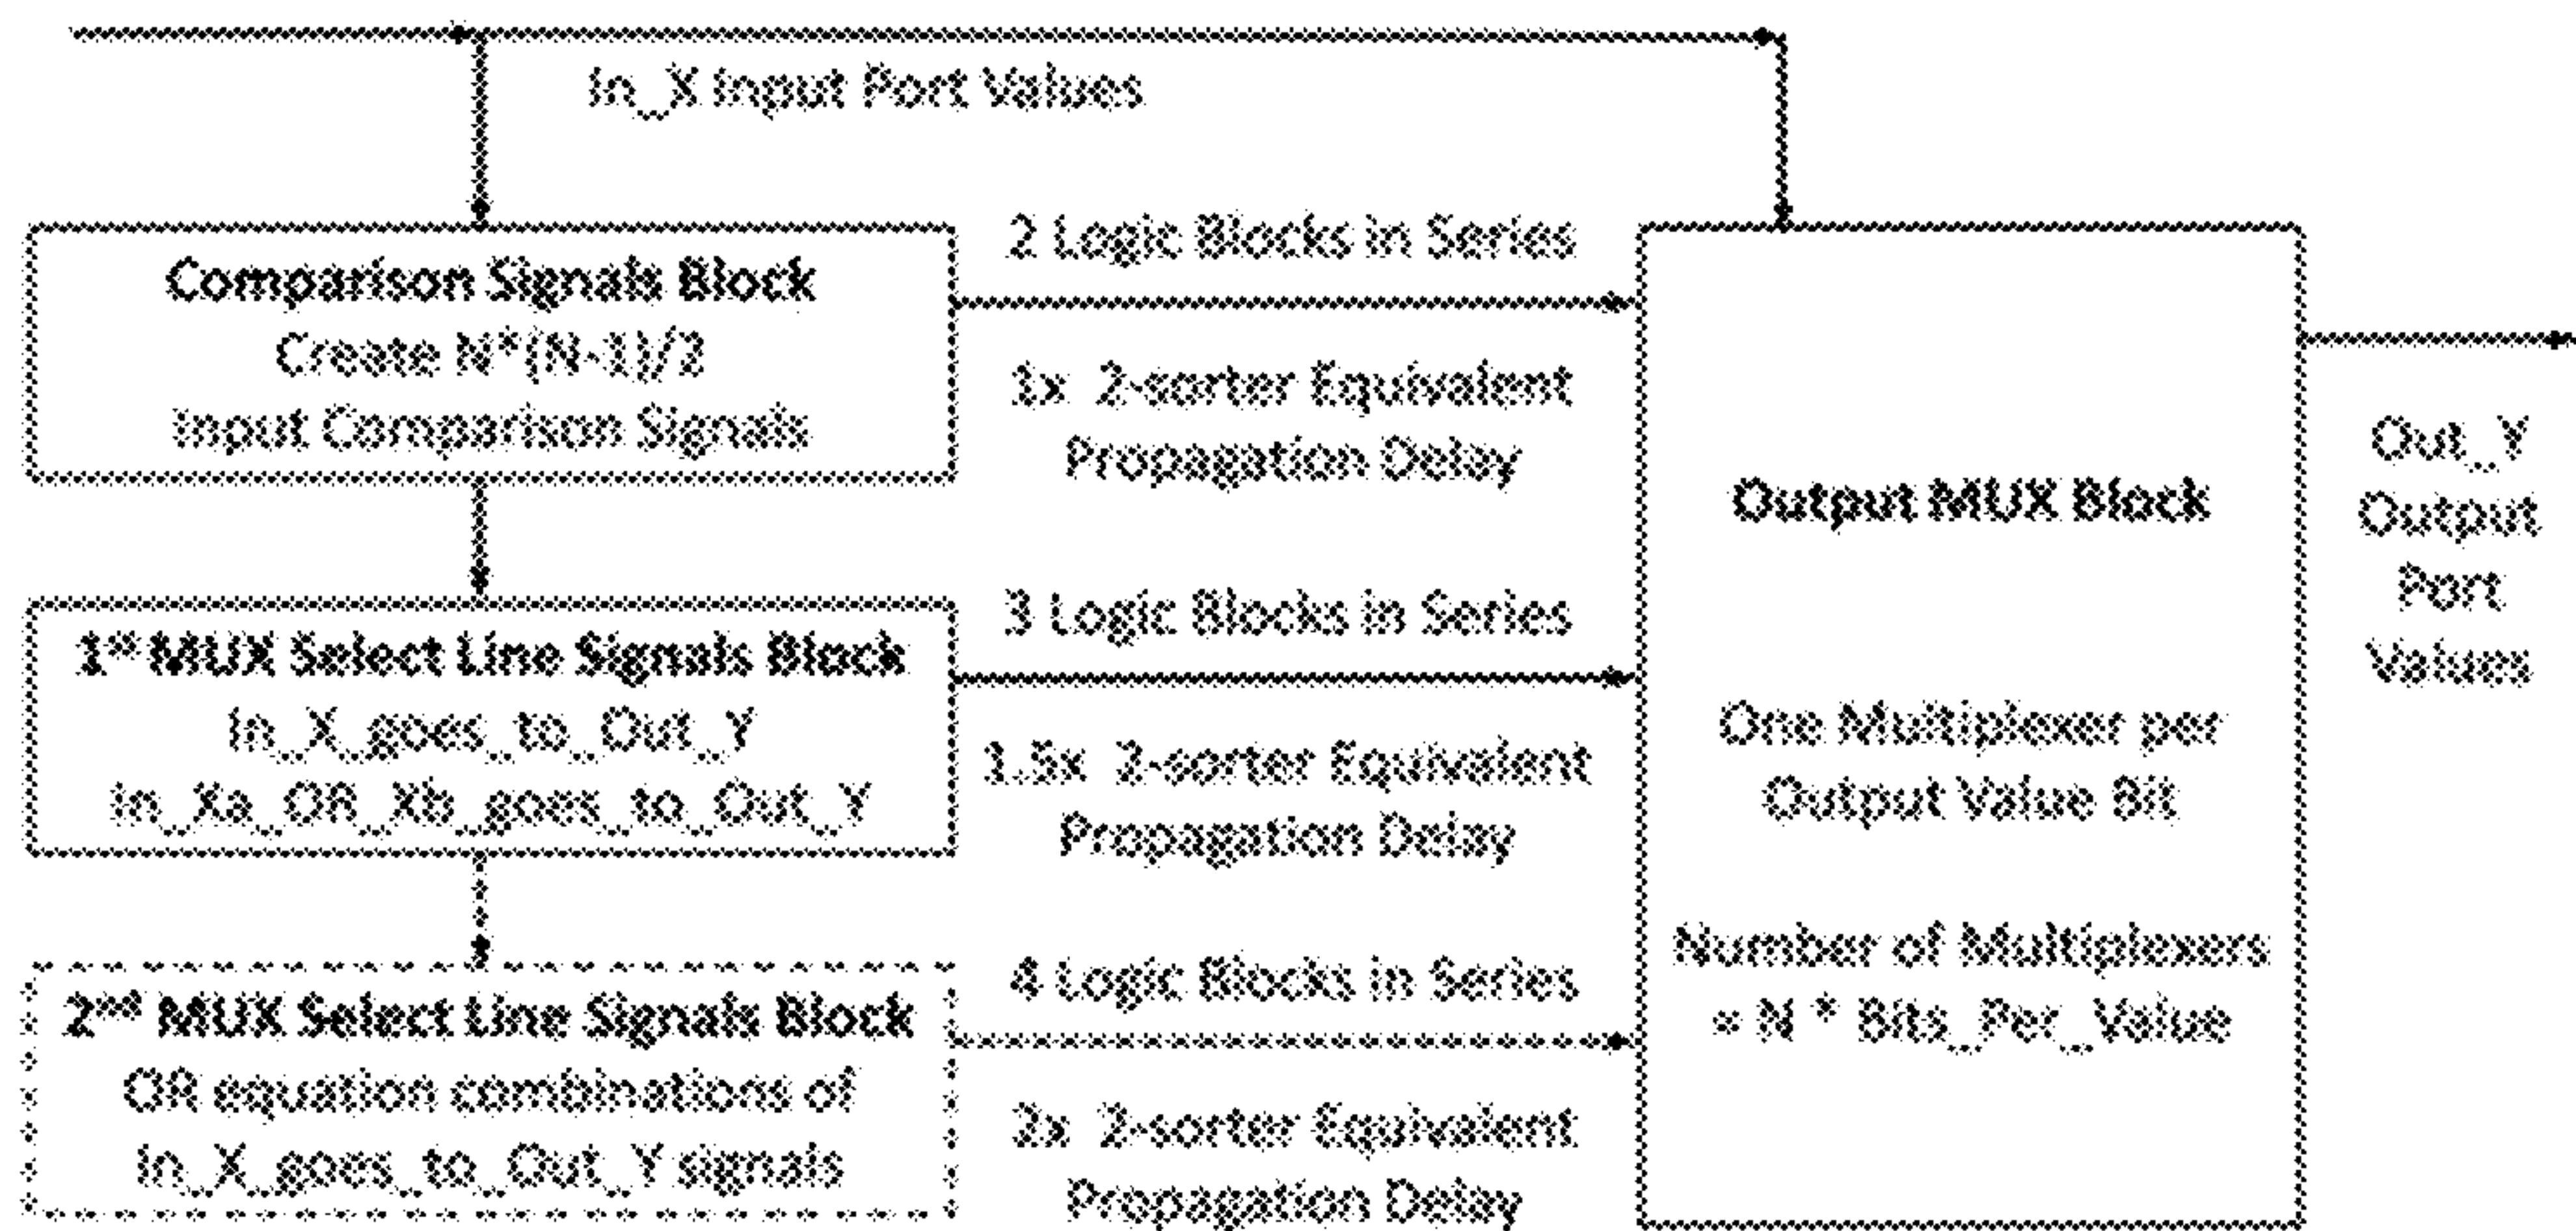 In_X Input Port Values
Comparison Signals Block
Create N*(N-1)/2
Input Comparison Signals
2 Logic Blocks in Series
1x 2-sorter Equivalent
Propagation Delay
1st MUX Select Line Signals Block
In_X_goes_to_Out_Y
In_Xa_OR_Xb_goes_to_Out_Y
3 Logic Blocks in Series
1.5x 2-sorter Equivalent
Propagation Delay
2nd MUX Select Line Signals Block
OR equation combinations of
In_X_goes_to_Out_Y signals
4 Logic Blocks in Series
2x 2-sorter Equivalent
Propagation Delay
Output MUX Block
One Multiplexer per
Output Value Bit
Number of Multiplexers
= N * Bits_Per_Value
Out_Y
Output
Port
Values